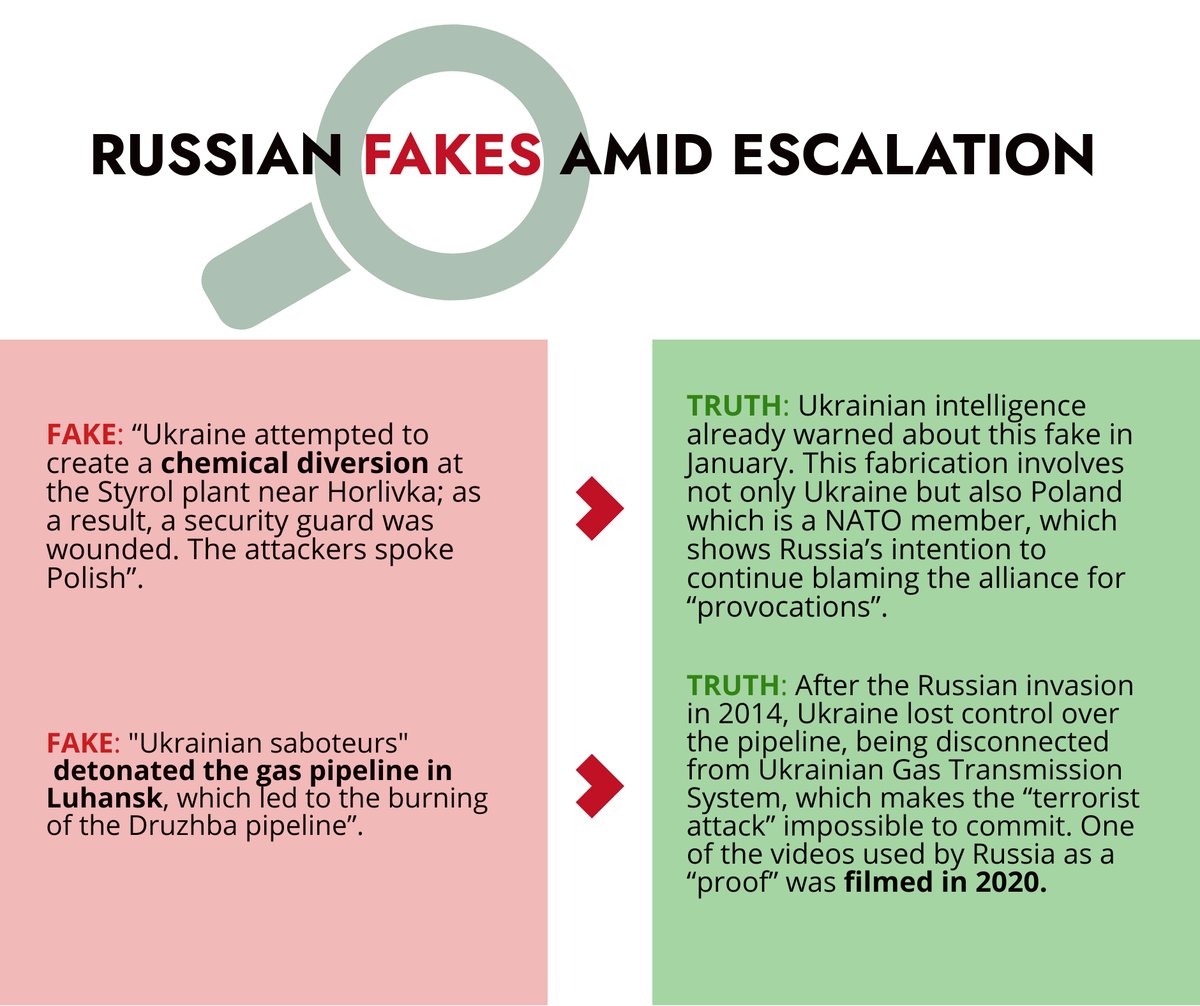 RUSSIAN FAKES AMID ESCALATION
FAKE: “Ukraine attempted to
create a chemical diversion at
the Styrol plant near Horlivka; as
a result, a security guard was
wounded. The attackers spoke
Polish”.
TRUTH: Ukrainian intelligence
already warned about this fake in
January. This fabrication involves
not only Ukraine but also Poland
which is a NATO member, which
shows Russia’s intention to
continue blaming the alliance for
“provocations”.
FAKE: "Ukrainian saboteurs"
detonated the gas pipeline in
Luhansk, which led to the burning
of the Druzhba pipeline”.
TRUTH: After the Russian invasion
in 2014, Ukraine lost control over
the pipeline, being disconnected
from Ukrainian Gas Transmission
System, which makes the “terrorist
attack” impossible to commit. One
of the videos used by Russia as a
“proof” was filmed in 2020.